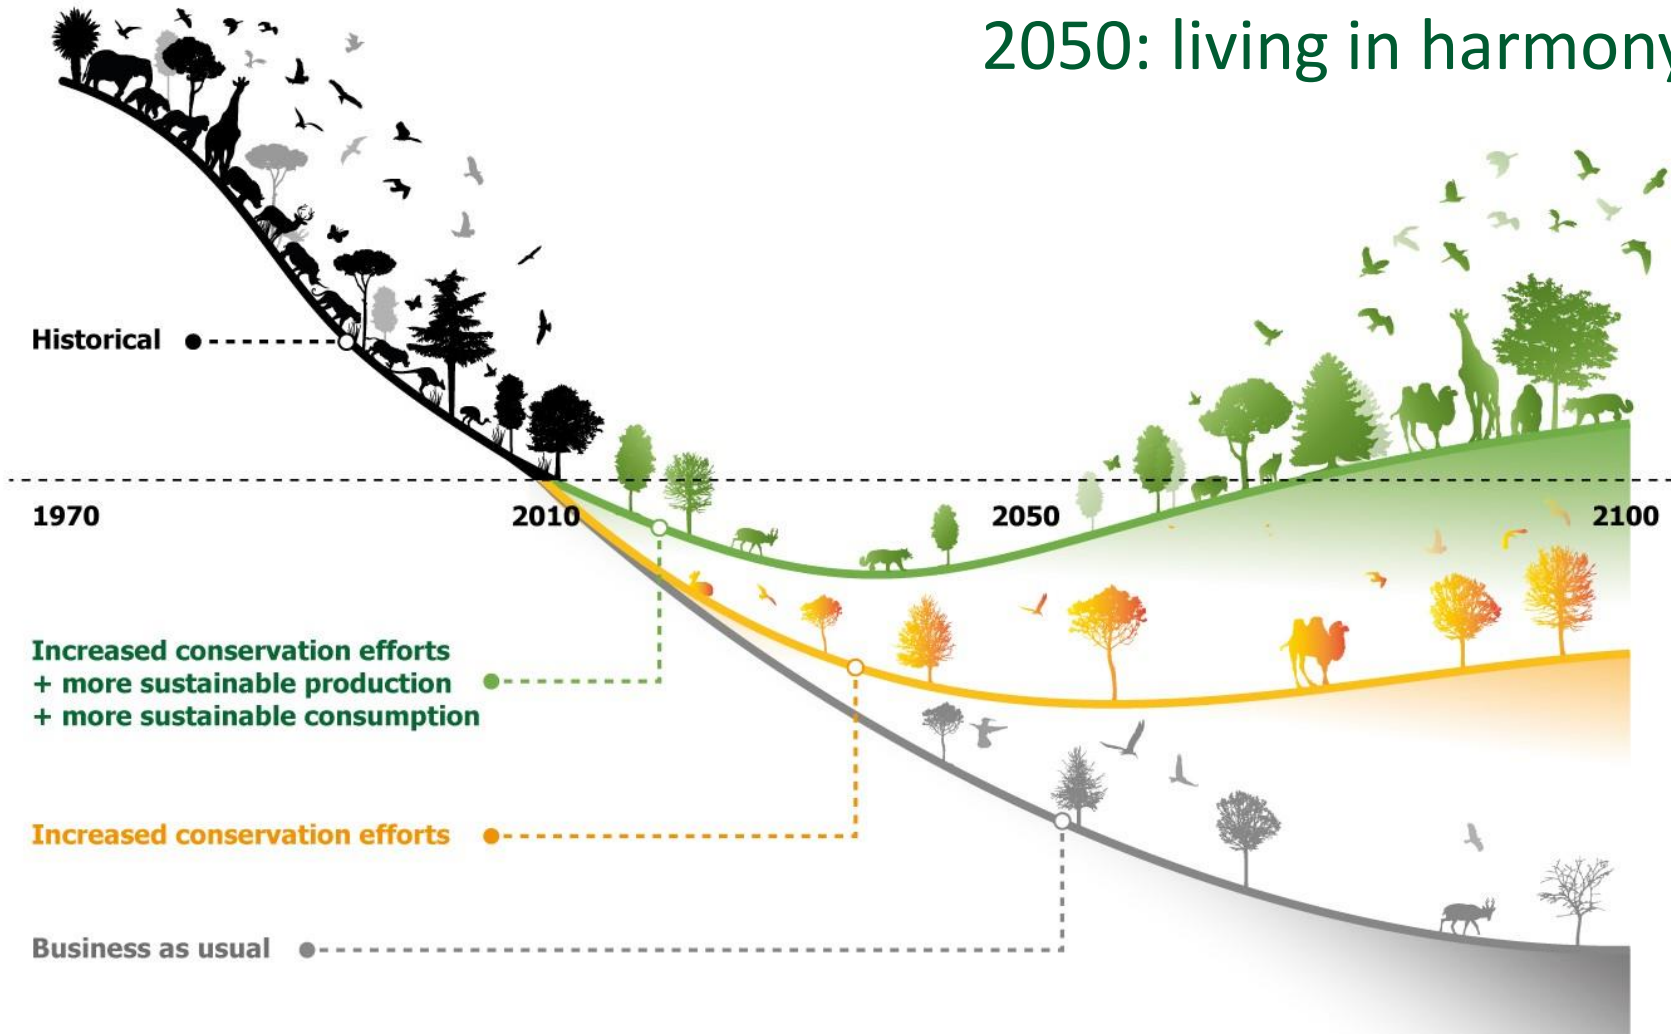 2050: living in harmony
Historical
1970 2010 2050 2100
Increased conservation efforts
+ more sustainable production
+ more sustainable consumption
Increased conservation efforts
Business as usual